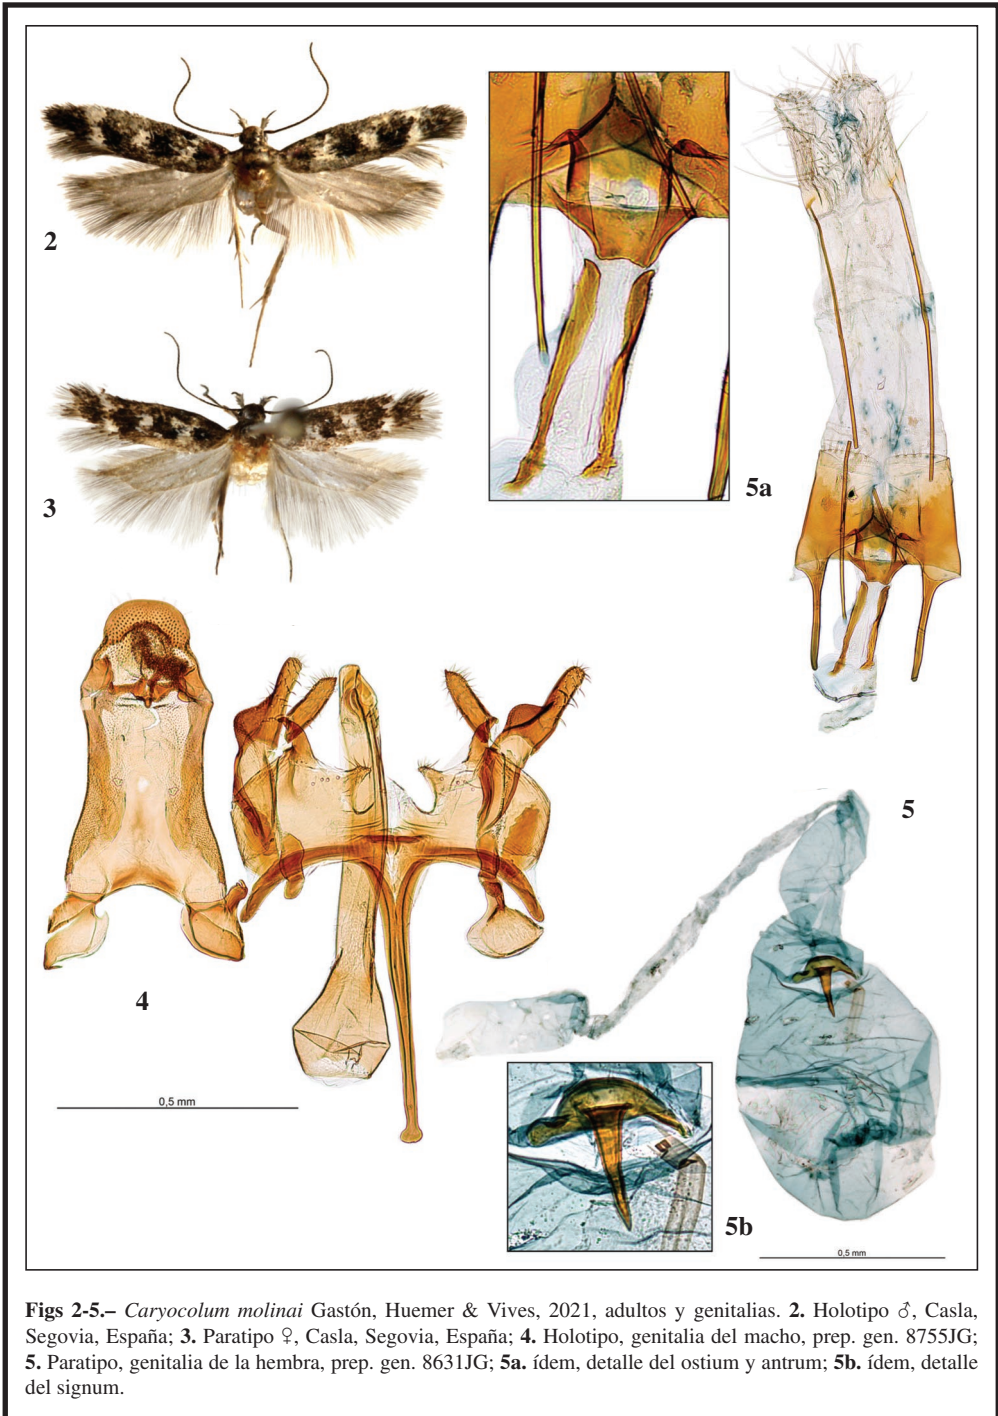 2
3
5a
5
4
0,5 mm
5b
0,5 mm
Figs 2-5.– Caryocolum molinai Gastón, Huemer & Vives, 2021, adultos y genitalias. 2. Holotipo ♂, Casla,
Segovia, España; 3. Paratipo ♀, Casla, Segovia, España; 4. Holotipo, genitalia del macho, prep. gen. 8755JG;
5. Paratipo, genitalia de la hembra, prep. gen. 8631JG; 5a. ídem, detalle del ostium y antrum; 5b. ídem, detalle
del signum.